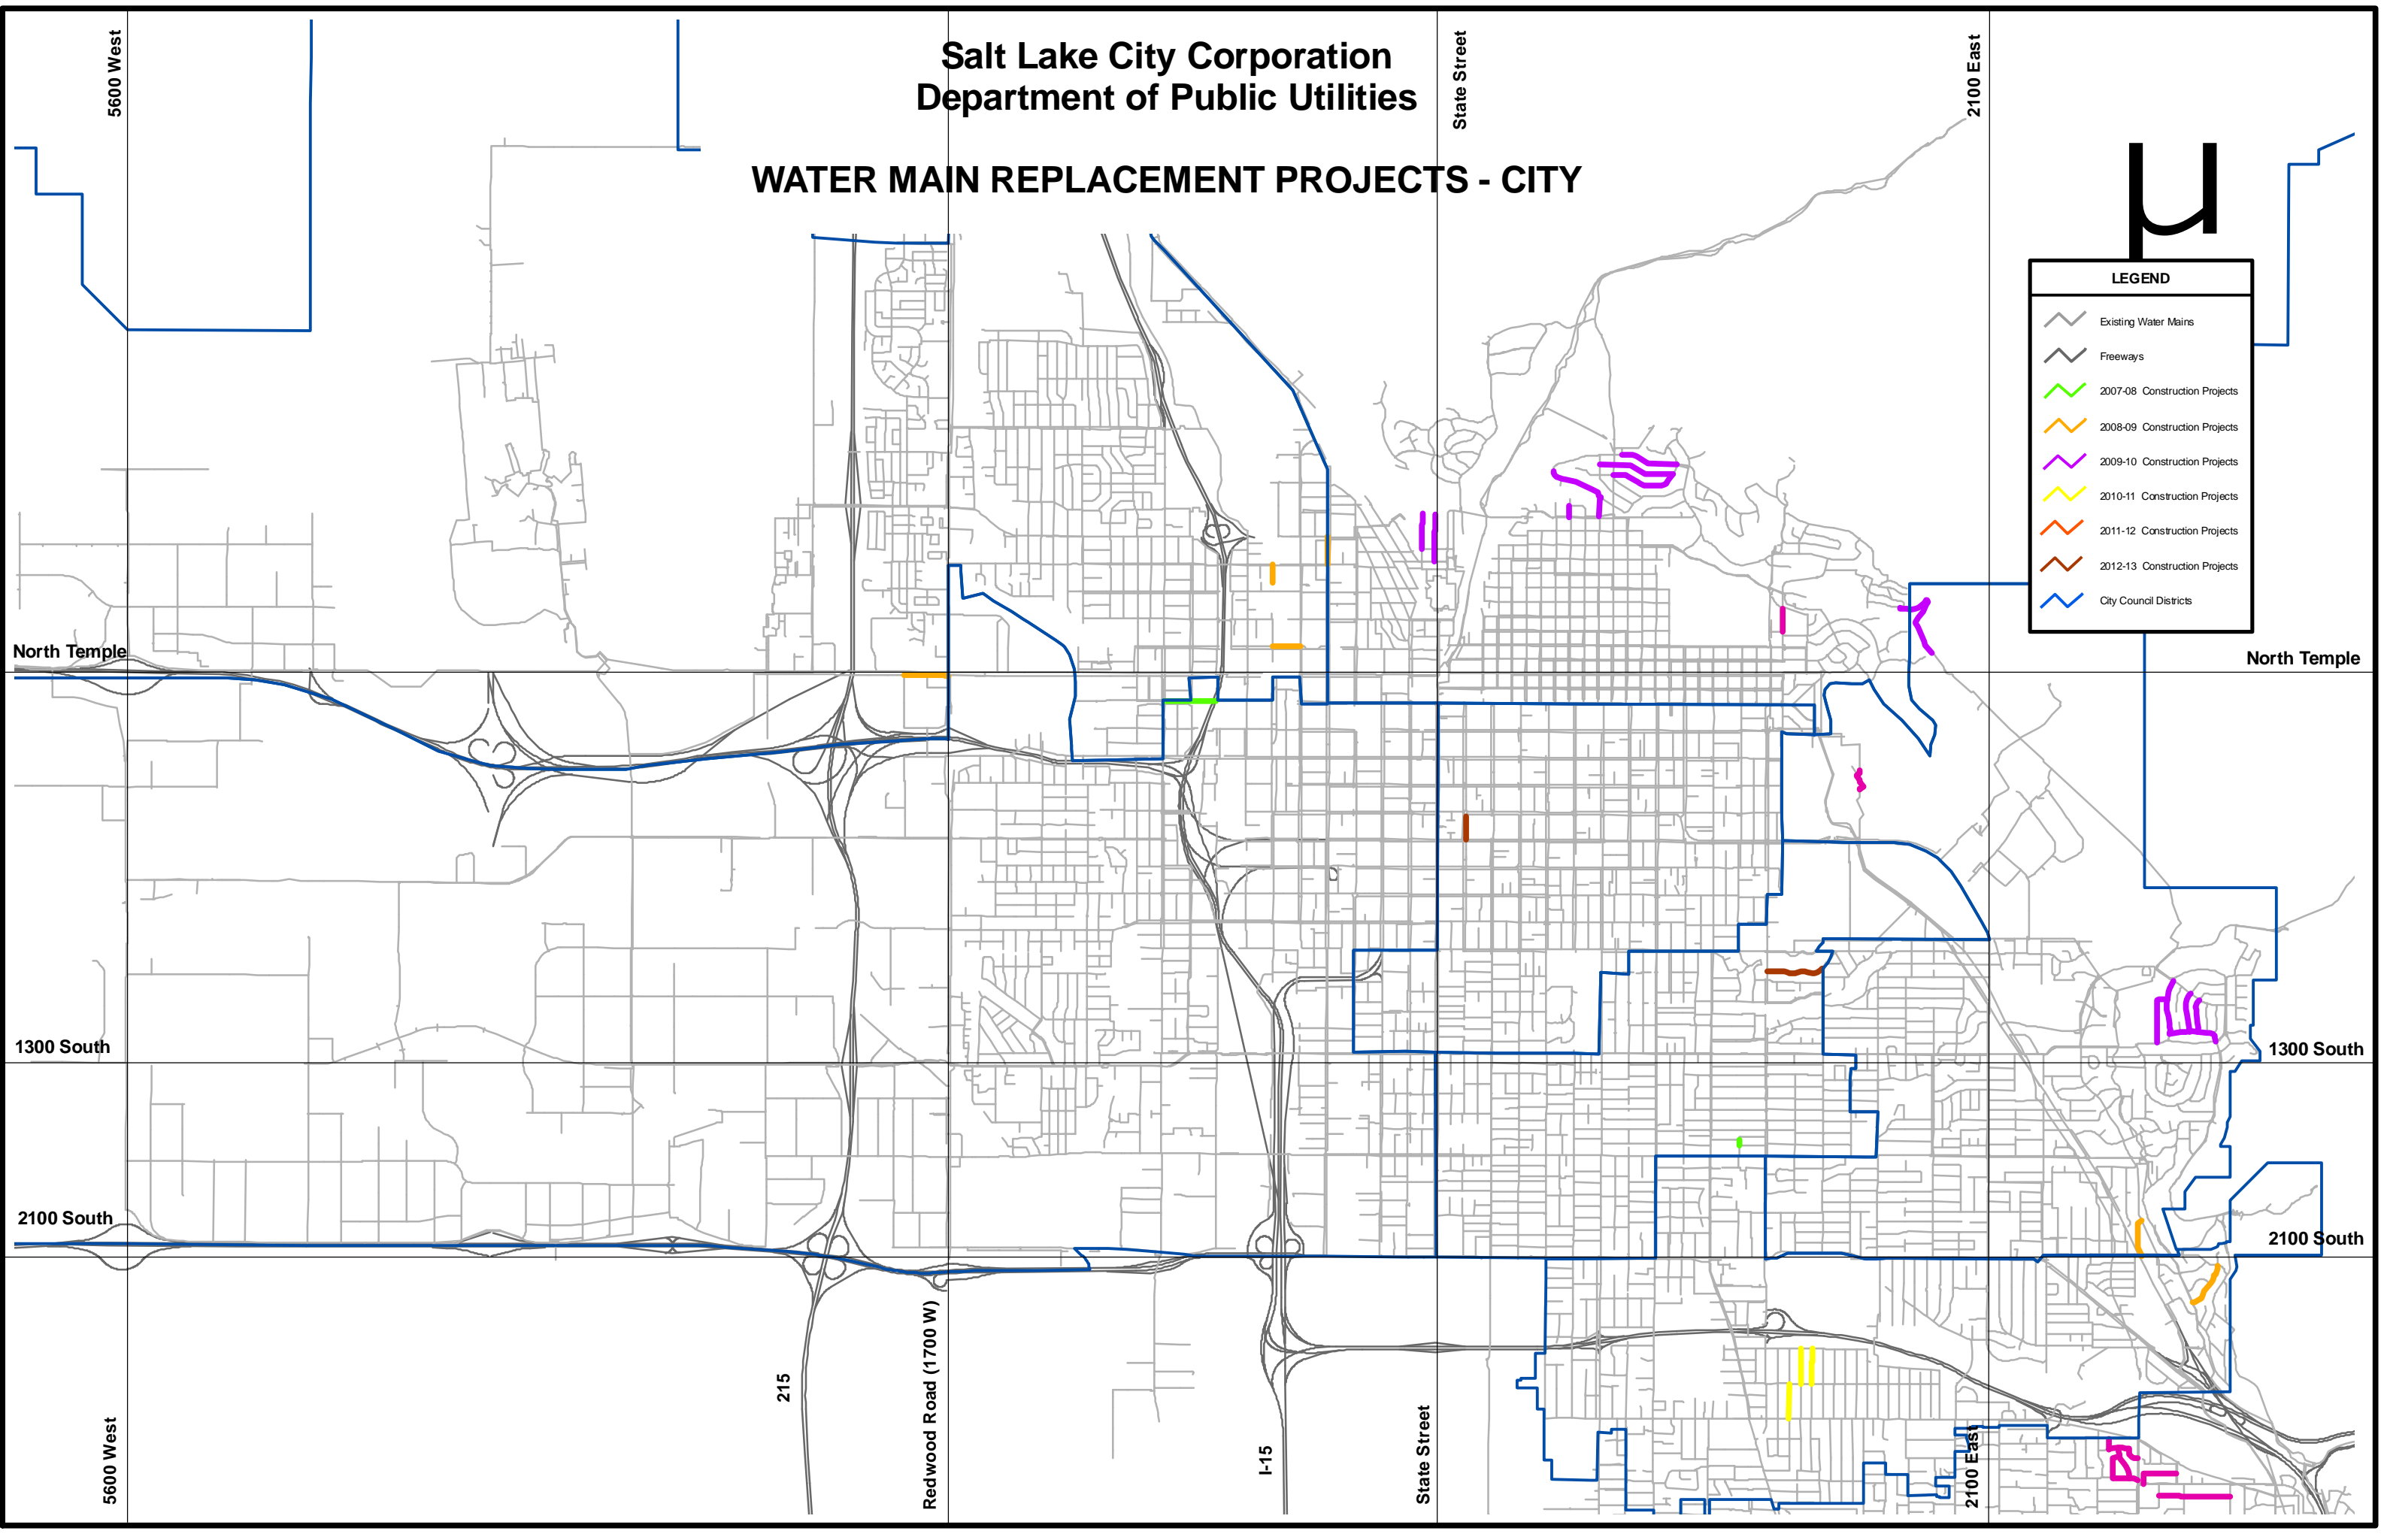 Salt Lake City Corporation
Department of Public Utilities
WATER MAIN REPLACEMENT PROJECTS - CITY
5600 West
State Street
2100 East
µ
LEGEND
Existing Water Mains
Freeways
2007-08 Construction Projects
2008-09 Construction Projects
2009-10 Construction Projects
2010-11 Construction Projects
2011-12 Construction Projects
2012-13 Construction Projects
City Council Districts
North Temple
North Temple
1300 South
1300 South
2100 South
2100 South
5600 West
215
Redwood Road (1700 W)
I-15
State Street
2100 East